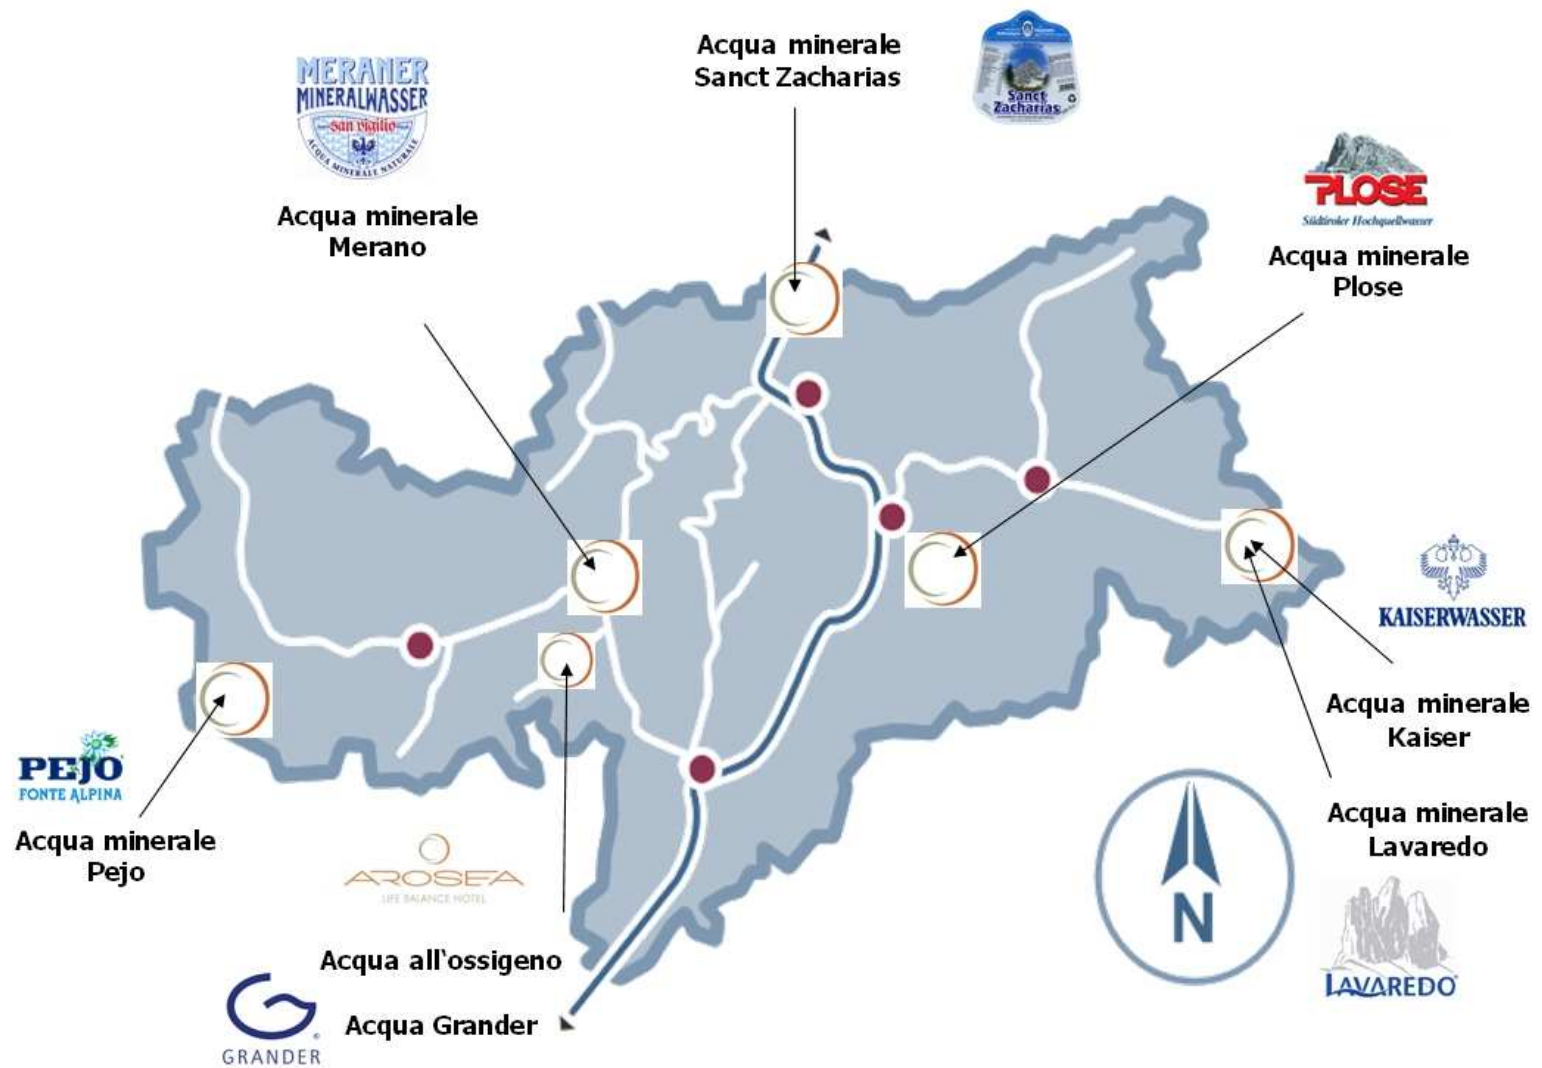 Acqua minerale
Sanct Zacharias
Sanct
Zacharias
MERANER
MINERALWASSER
san vigilio
ACQUA MINERALE NATURALE
Acqua minerale
Merano
PLOSE
Südtiroler Hochquellwasser
Acqua minerale
Plose
KAISERWASSER
Acqua minerale
Kaiser
Acqua minerale
Lavaredo
LAVAREDO
PEJO
FONTE ALPINA
Acqua minerale
Pejo
AROSEA
LIFE BALANCE HOTEL
Acqua all'ossigeno
GRANDER
Acqua Grander
N